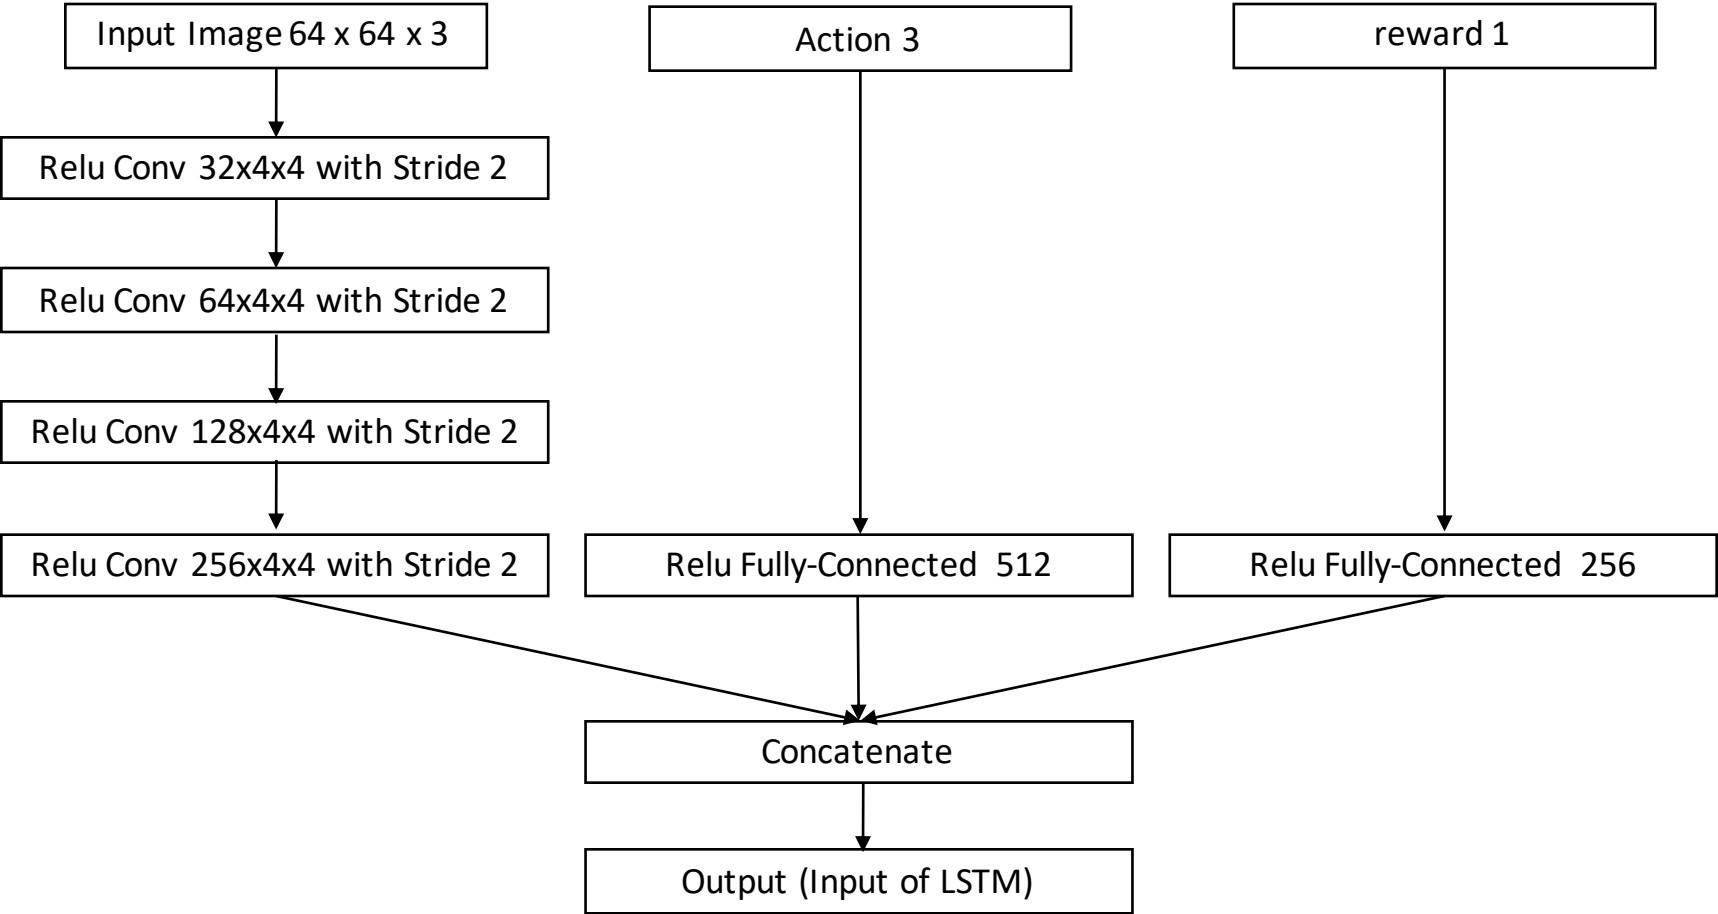 Input Image 64 x 64 x 3
Action 3
reward 1
Relu Conv 32x4x4 with Stride 2
Relu Conv 64x4x4 with Stride 2
Relu Conv 128x4x4 with Stride 2
Relu Conv 256x4x4 with Stride 2
Relu Fully-Connected 512
Relu Fully-Connected 256
Concatenate
Output (Input of LSTM)